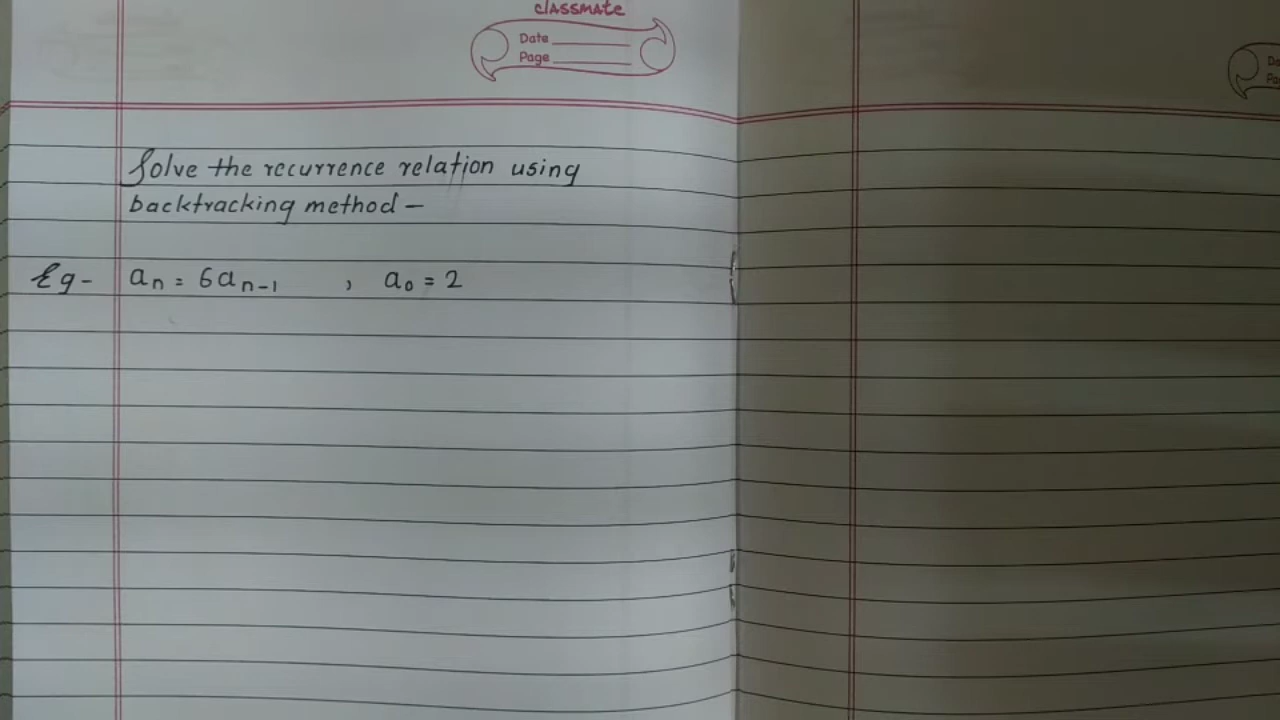 classmate
Date
Page
Solve the recurrence relation using
backtracking method –
Eg- aₙ = 6aₙ₋₁ , a₀ = 2